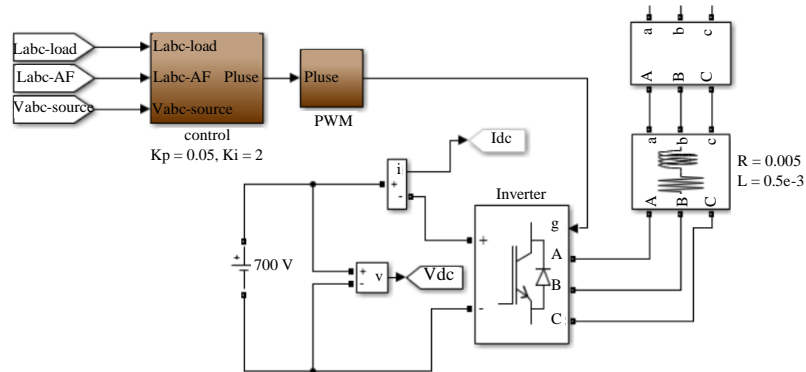 Labc-load
Labc-AF
Vabc-source
Labc-load
Labc-AF Pluse
Vabc-source
control
Kp = 0.05, Ki = 2
Pluse
PWM
a b c
A B C
a b c
A B C
R = 0.005
L = 0.5e-3
Idc
i
+
-
700 V
+
+
-
v
Vdc
Inverter
g
+
-
A
B
C